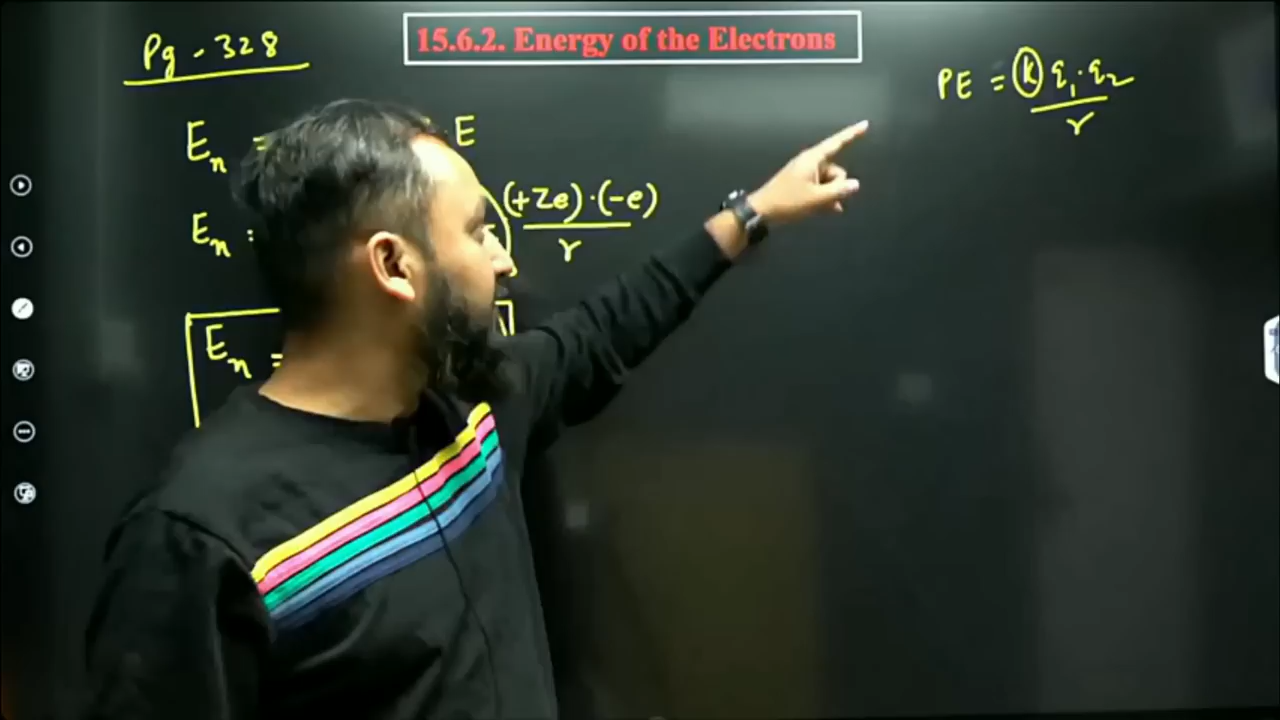 Pg - 328
15.6.2. Energy of the Electrons
PE = k q₁·q₂ / r
Eₙ = · E
Eₙ : (+Ze)·(-e) / r
Eₙ =